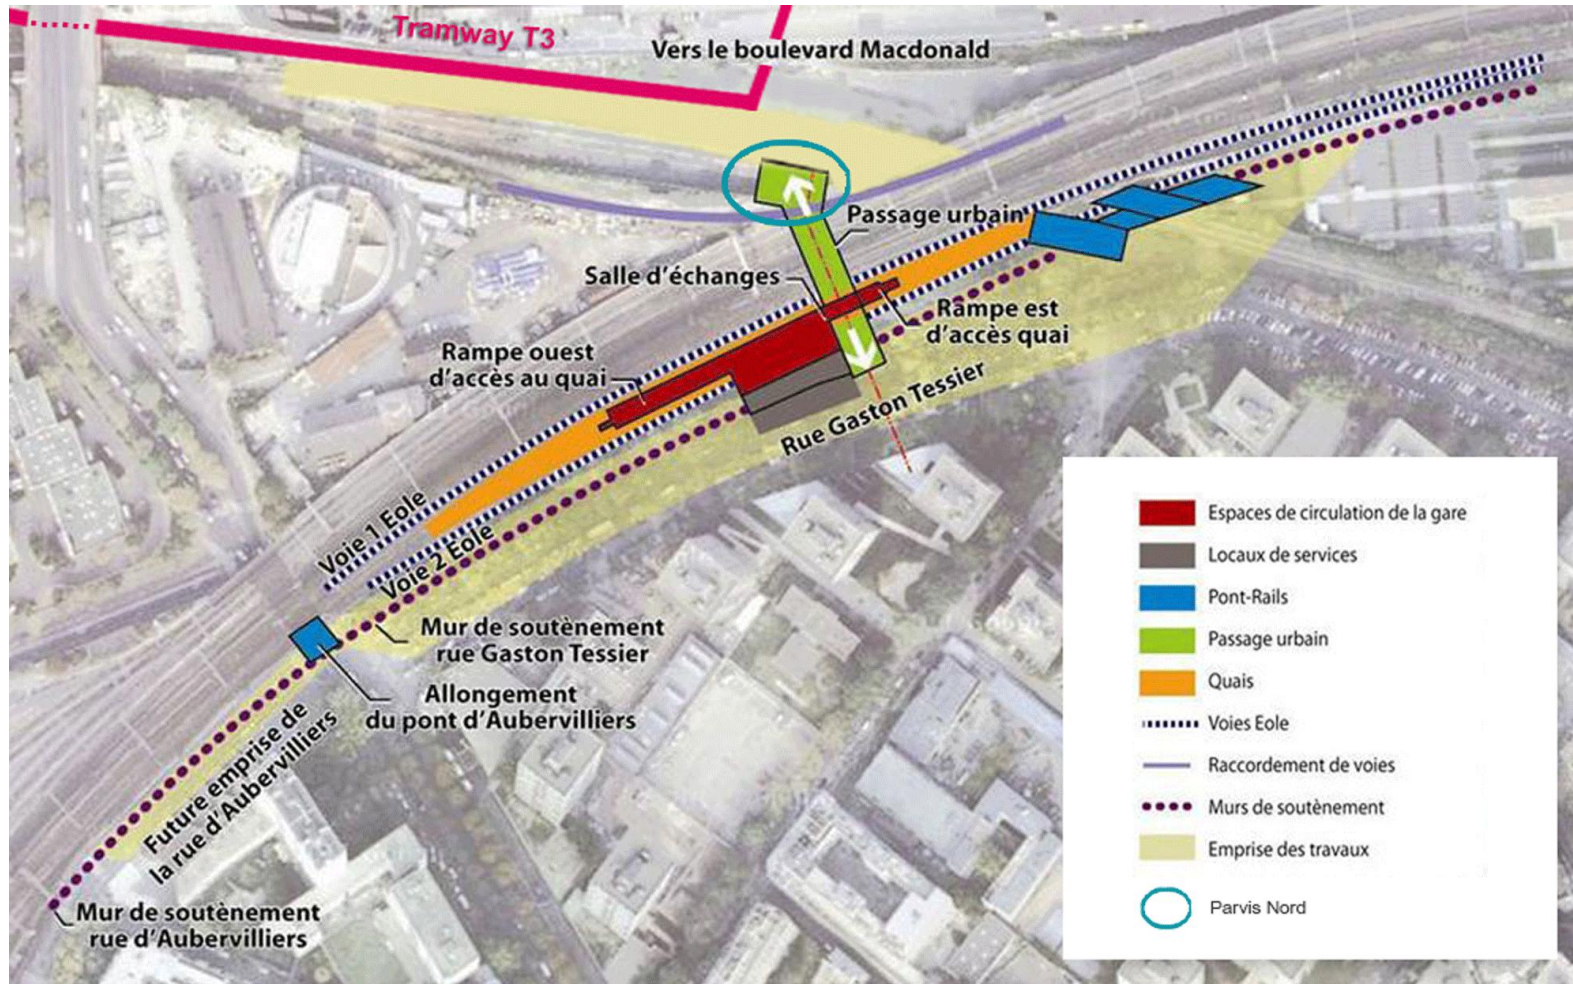 Tramway T3
Vers le boulevard Macdonald
Passage urbain
Salle d'échanges
Rampe est
d'accès quai
Rampe ouest
d'accès au quai
Rue Gaston Tessier
Voie 1 Eole
Voie 2 Eole
Mur de soutènement
rue Gaston Tessier
Allongement
du pont d'Aubervilliers
Future emprise de
la rue d'Aubervilliers
Mur de soutènement
rue d'Aubervilliers
Espaces de circulation de la gare
Locaux de services
Pont-Rails
Passage urbain
Quais
Voies Eole
Raccordement de voies
Murs de soutènement
Emprise des travaux
Parvis Nord